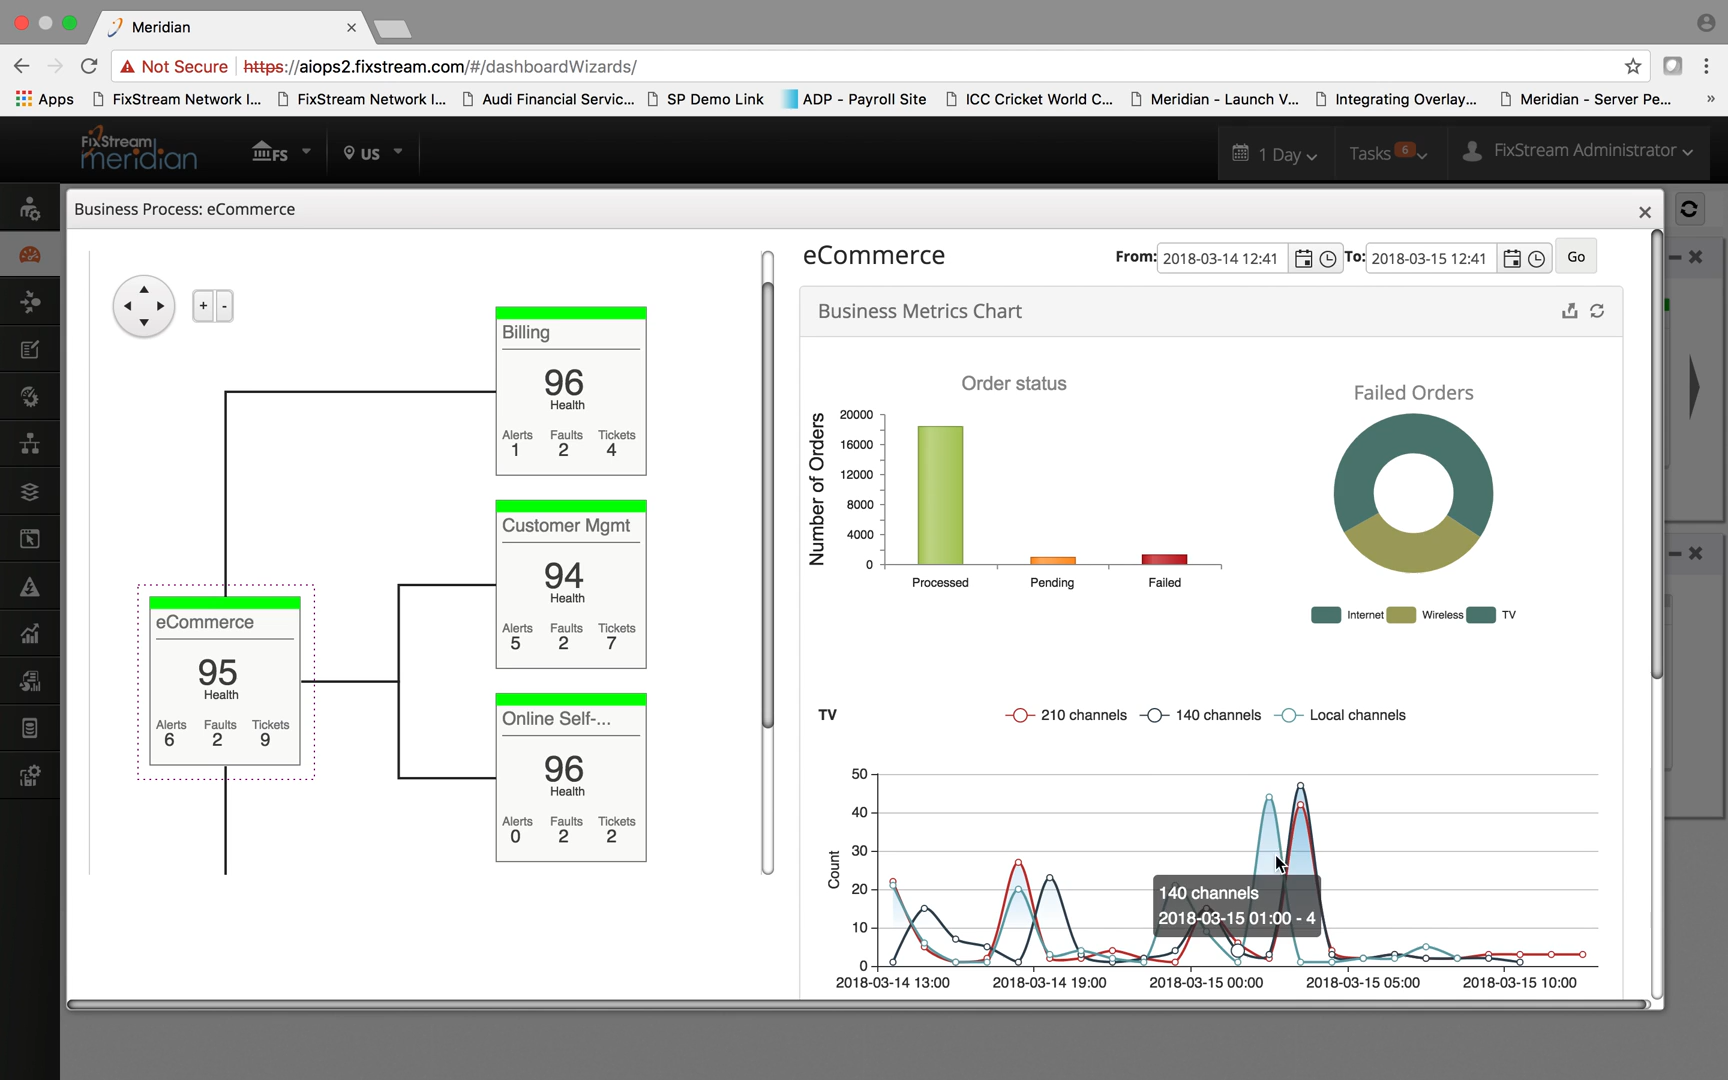 Meridian
Not Secure https://aiops2.fixstream.com/#/dashboardWizards/
Apps FixStream Network I... FixStream Network I... Audi Financial Servic... SP Demo Link ADP - Payroll Site ICC Cricket World C... Meridian - Launch V... Integrating Overlay... Meridian - Server Pe... »
FixStream
meridian
FS US 1 Day Tasks 6 FixStream Administrator
Business Process: eCommerce
eCommerce From: 2018-03-14 12:41 To: 2018-03-15 12:41 Go
+ -
Billing
96
Health
Alerts Faults Tickets
1 2 4
Customer Mgmt
94
Health
Alerts Faults Tickets
5 2 7
eCommerce
95
Health
Alerts Faults Tickets
6 2 9
Online Self-...
96
Health
Alerts Faults Tickets
0 2 2
Business Metrics Chart
Order status
Number of Orders
20000
16000
12000
8000
4000
0
Processed Pending Failed
Failed Orders
Internet Wireless TV
TV 210 channels 140 channels Local channels
Count
50
40
30
20
10
0
140 channels
2018-03-15 01:00 - 4
2018-03-14 13:00 2018-03-14 19:00 2018-03-15 00:00 2018-03-15 05:00 2018-03-15 10:00